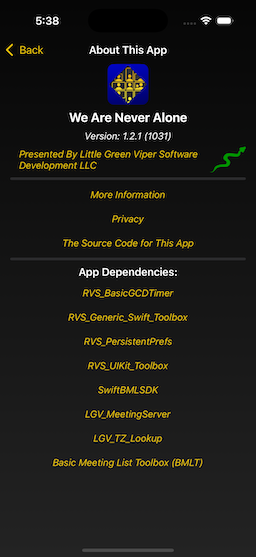 5:38
Back
About This App
We Are Never Alone
Version: 1.2.1 (1031)
Presented By Little Green Viper Software
Development LLC
More Information
Privacy
The Source Code for This App
App Dependencies:
RVS_BasicGCDTimer
RVS_Generic_Swift_Toolbox
RVS_PersistentPrefs
RVS_UIKit_Toolbox
SwiftBMLSDK
LGV_MeetingServer
LGV_TZ_Lookup
Basic Meeting List Toolbox (BMLT)